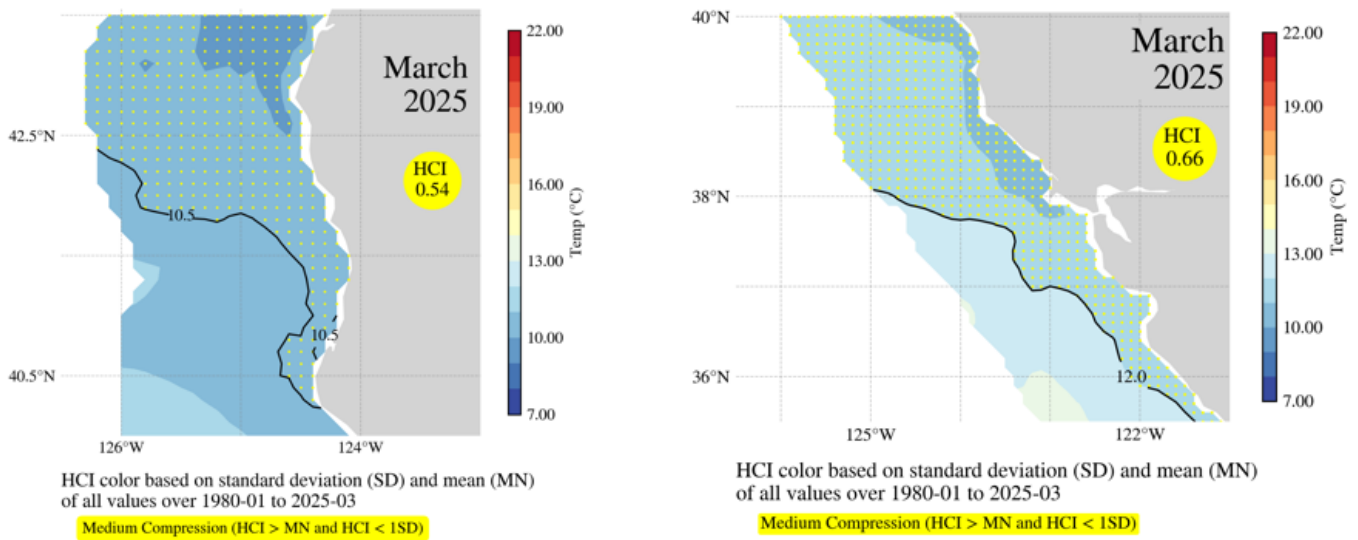 March
2025
HCI
0.54
42.5°N
40.5°N
126°W
124°W
10.5
10.5
22.00
19.00
16.00
13.00
10.00
7.00
Temp (°C)
HCI color based on standard deviation (SD) and mean (MN)
of all values over 1980-01 to 2025-03
Medium Compression (HCI > MN and HCI < 1SD)
40°N
38°N
36°N
125°W
122°W
March
2025
HCI
0.66
12.0
22.00
19.00
16.00
13.00
10.00
7.00
Temp (°C)
HCI color based on standard deviation (SD) and mean (MN)
of all values over 1980-01 to 2025-03
Medium Compression (HCI > MN and HCI < 1SD)